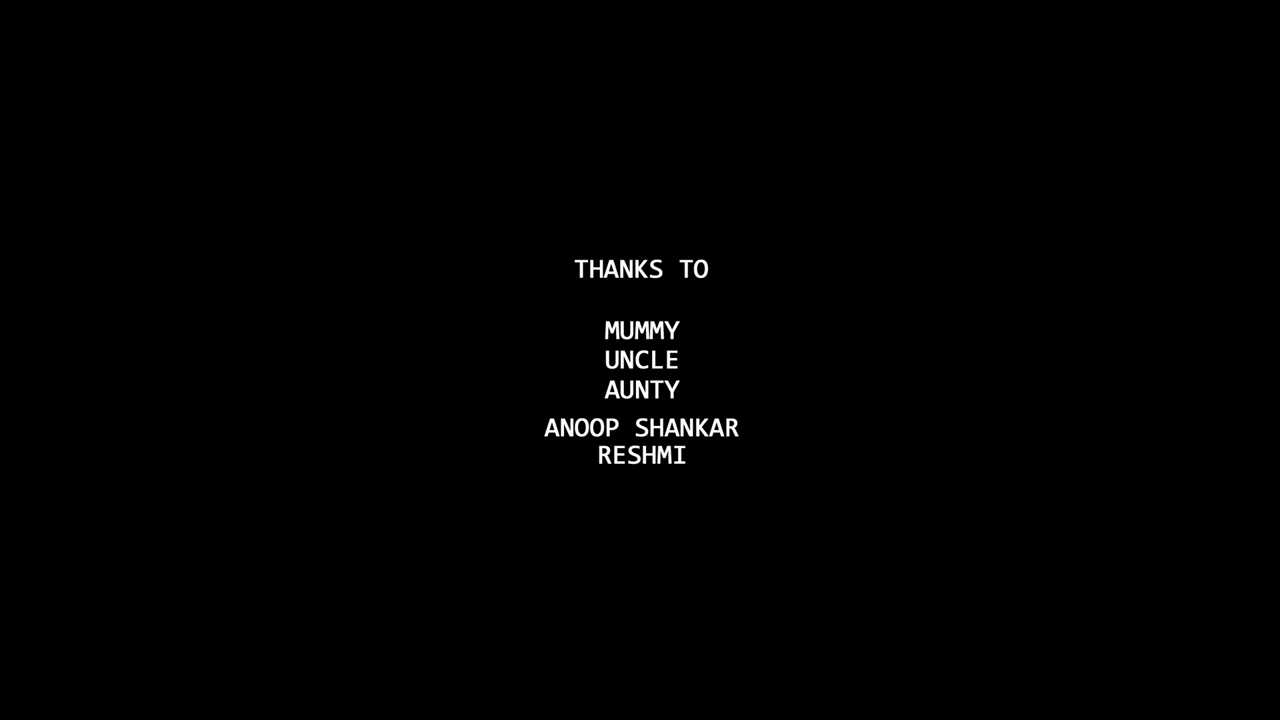 THANKS TO
MUMMY
UNCLE
AUNTY
ANOOP SHANKAR
RESHMI